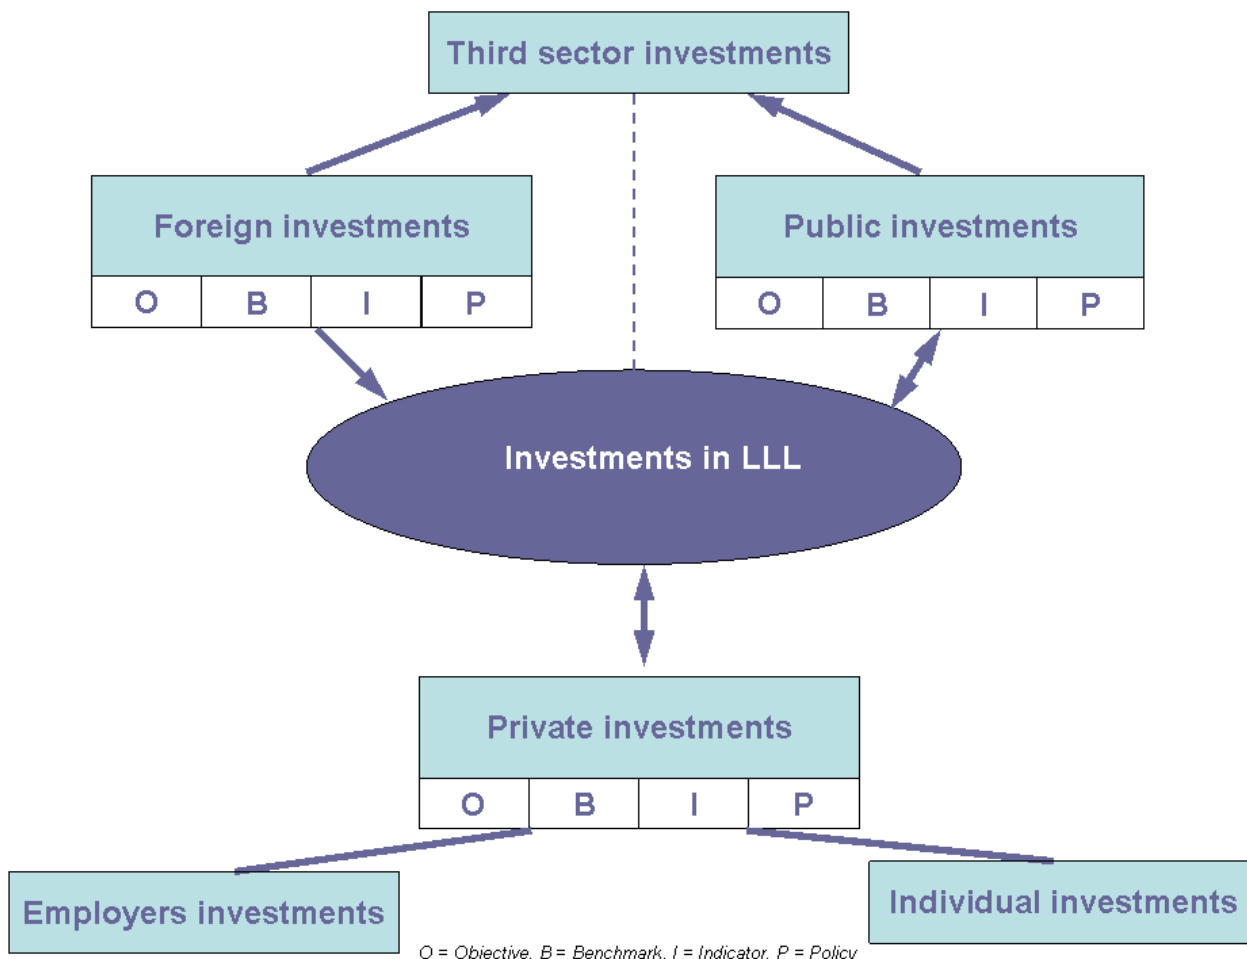 Third sector investments
Foreign investments
O B I P
Public investments
O B I P
Investments in LLL
Private investments
O B I P
Employers investments
Individual investments
O = Objective, B = Benchmark, I = Indicator, P = Policy